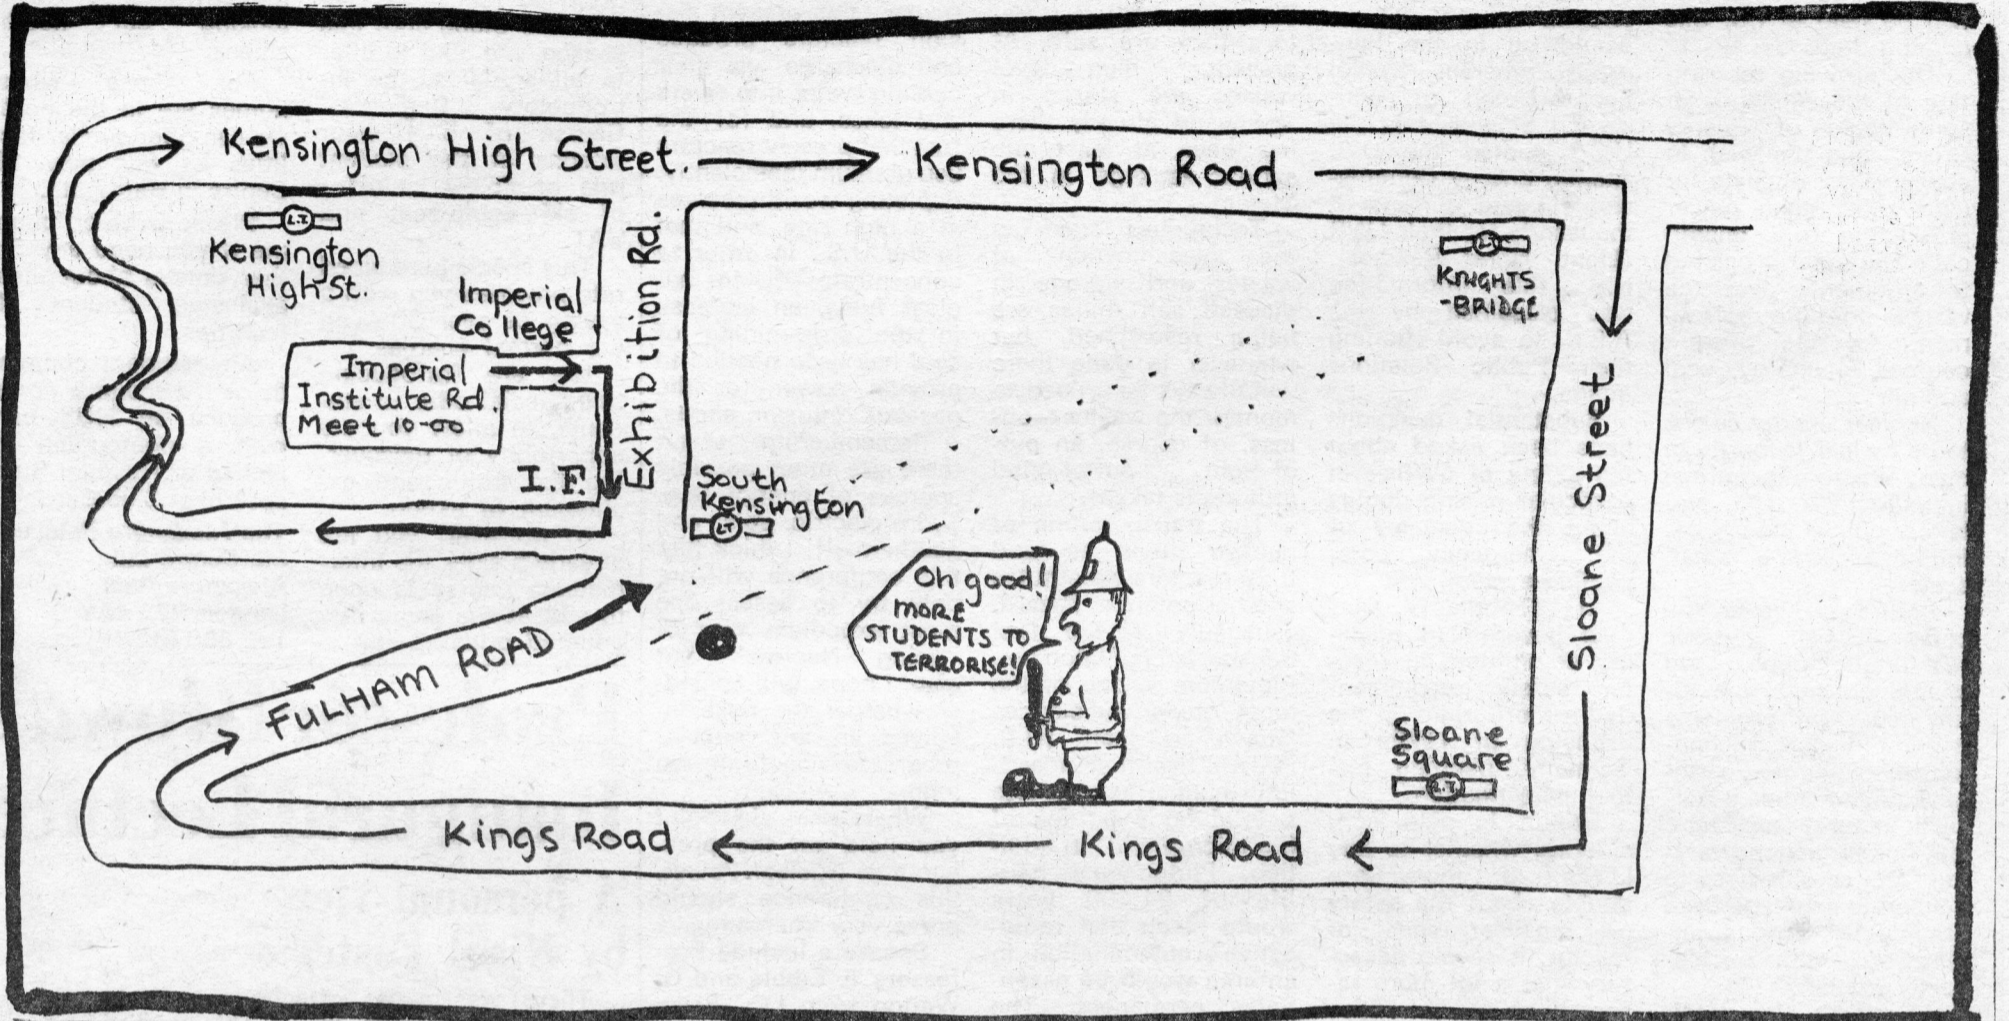 Kensington High Street.
Kensington Road
L.T.
Kensington
High St.
Imperial
College
Exhibition Rd.
L.T.
KNIGHTS
-BRIDGE
Imperial
Institute Rd.
Meet 10-00
I.F.
South
Kensington
LT
Sloane Street
Oh good!
MORE
STUDENTS TO
TERRORISE!
FULHAM ROAD
Sloane
Square
L.T.
Kings Road
Kings Road